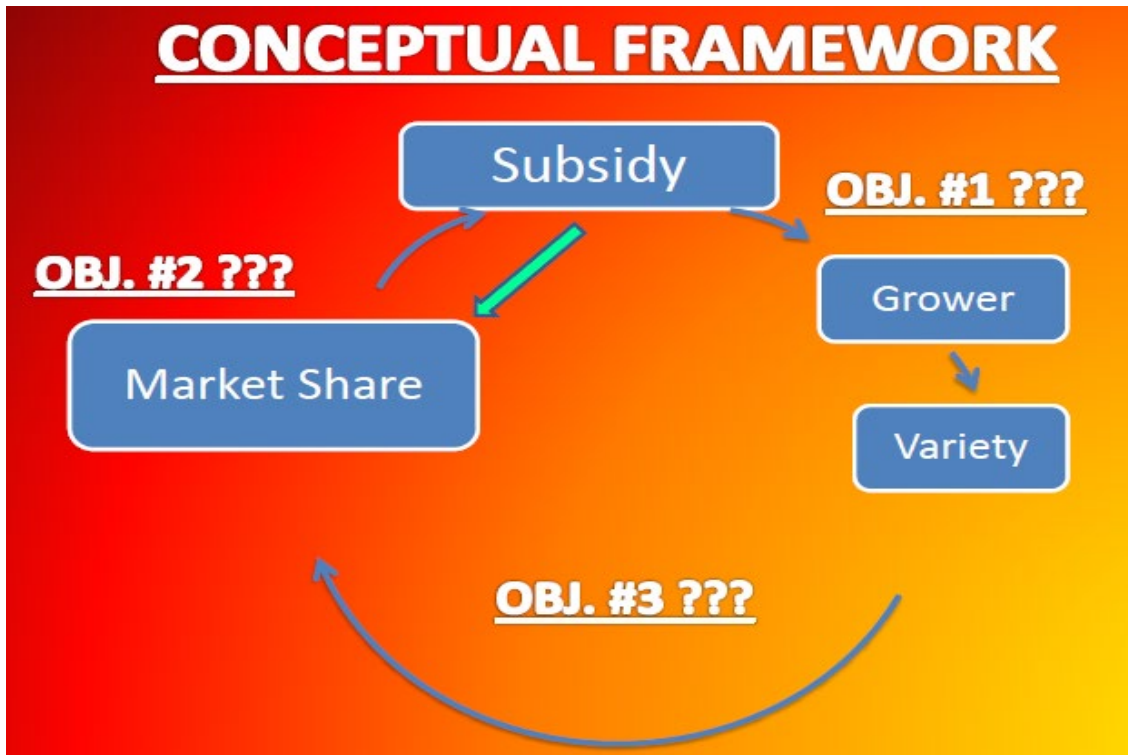 CONCEPTUAL FRAMEWORK
Subsidy
OBJ. #1 ???
OBJ. #2 ???
Grower
Market Share
Variety
OBJ. #3 ???